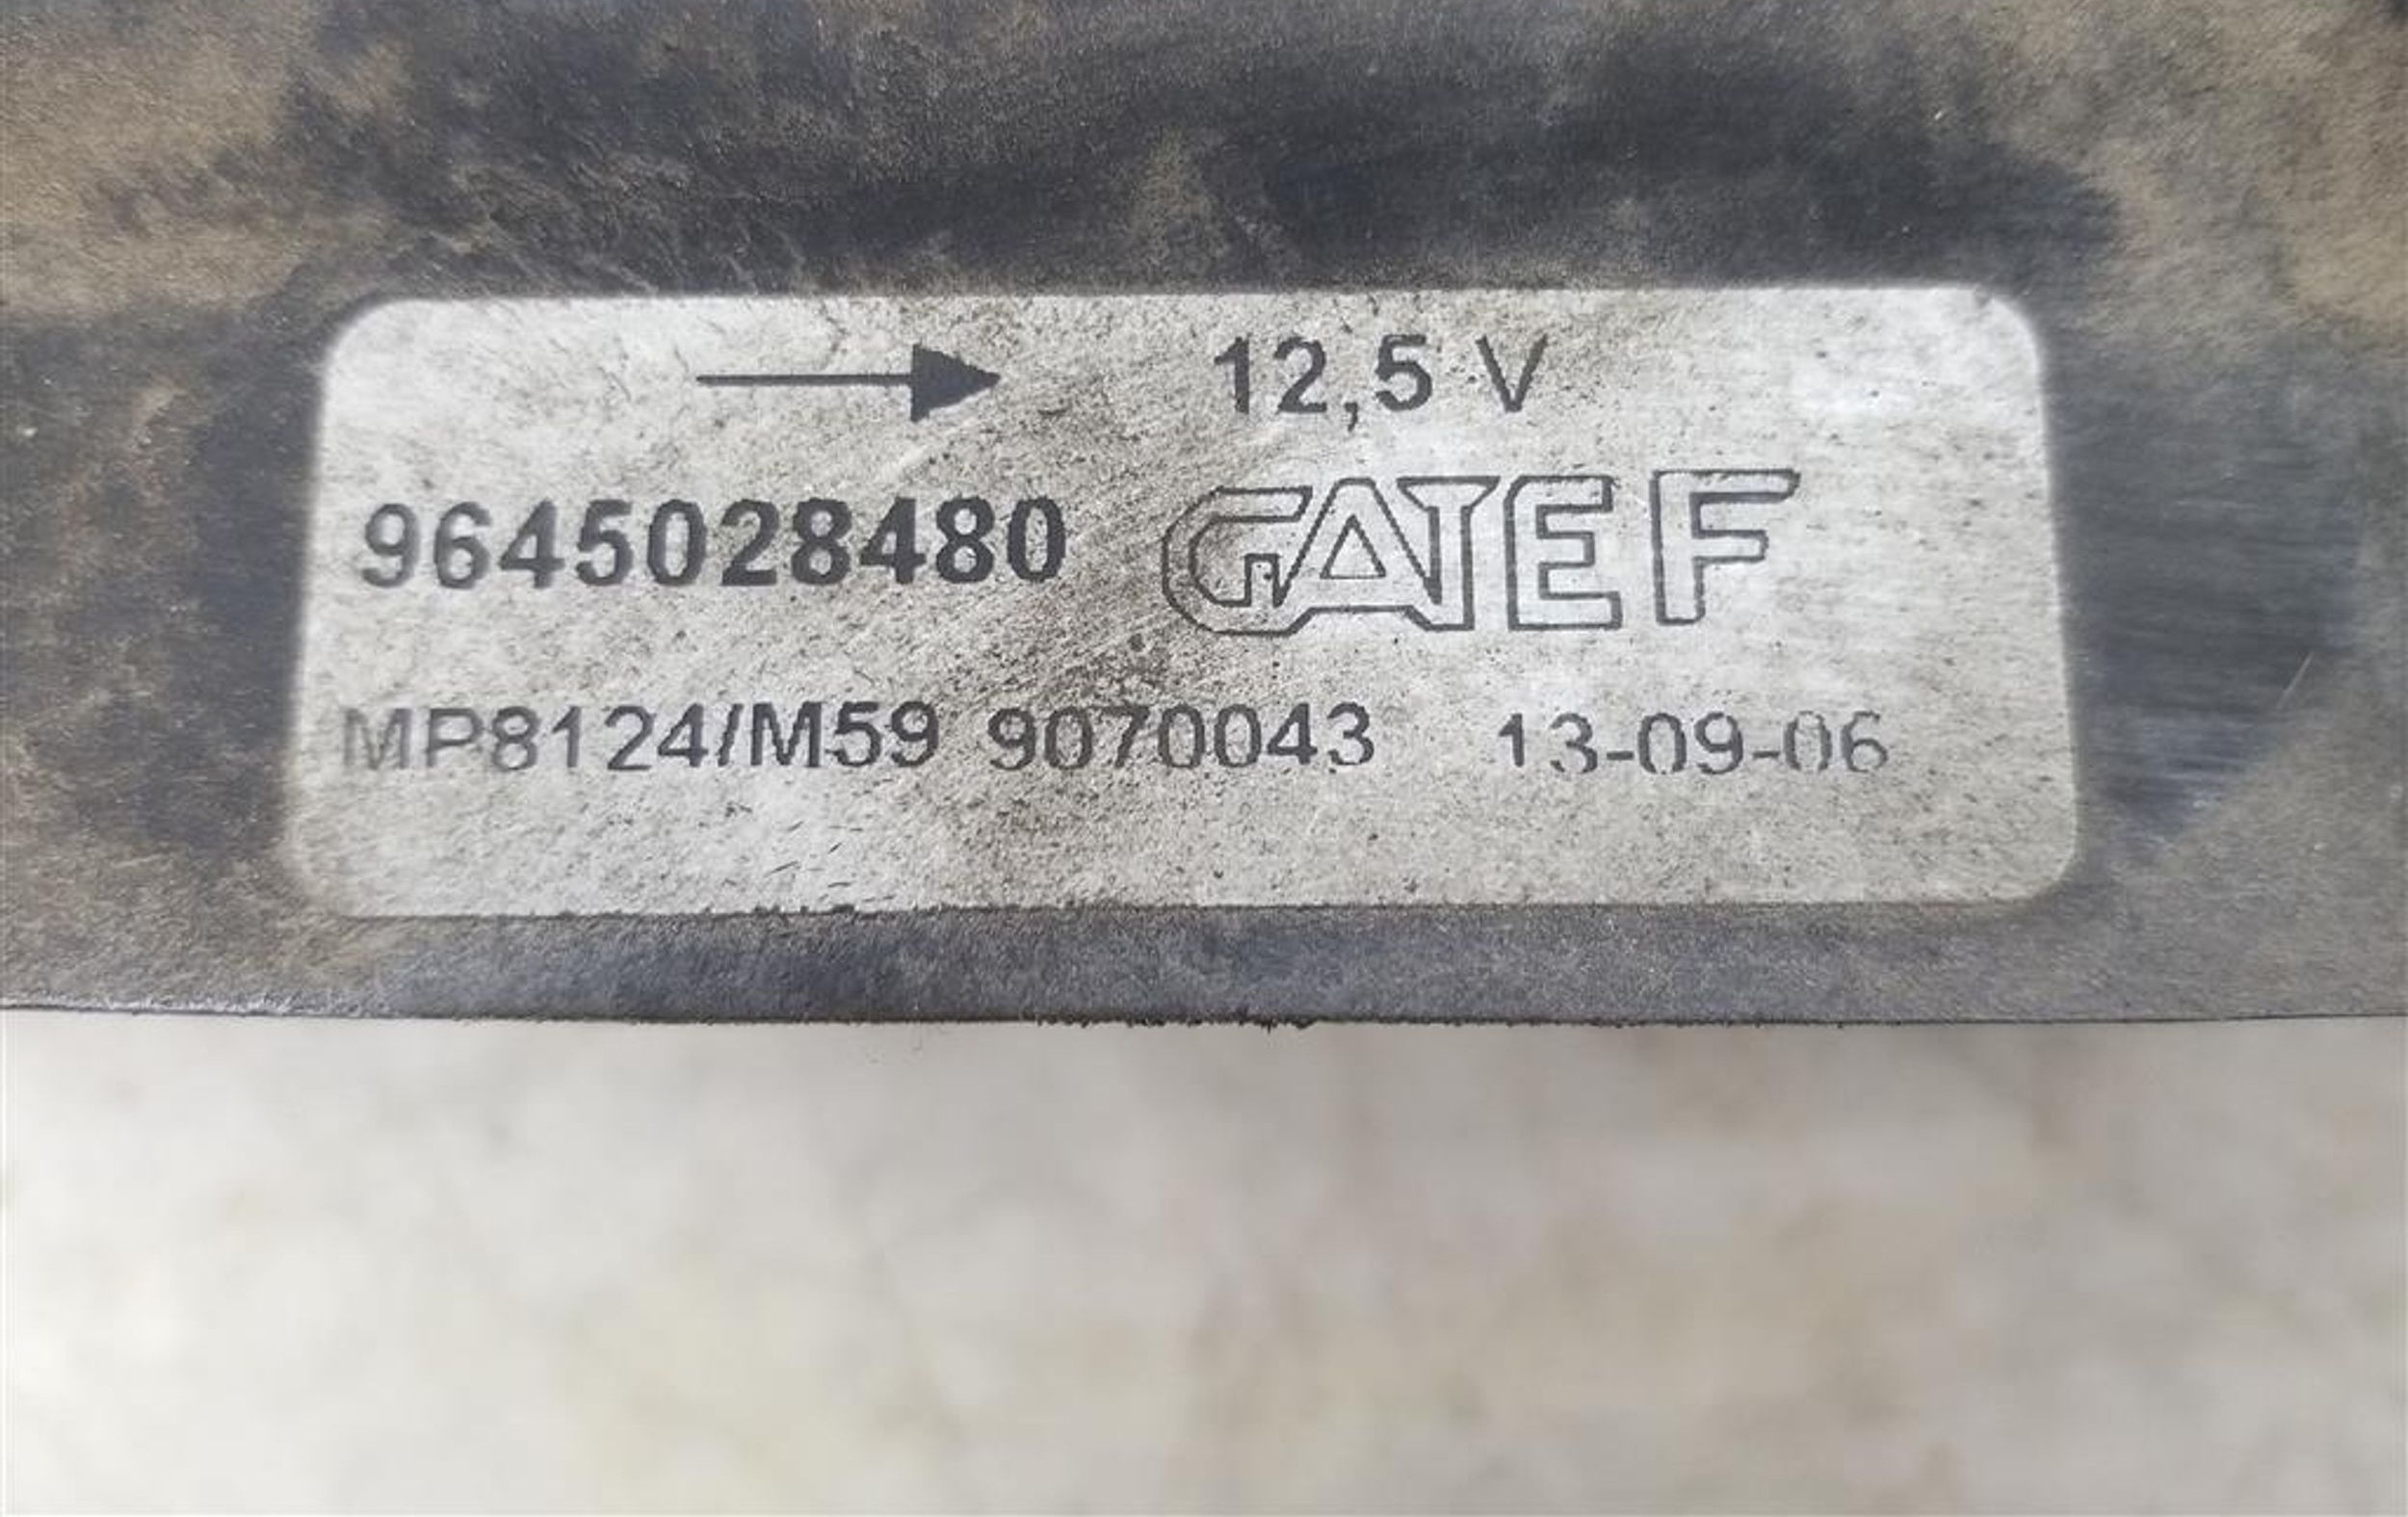 → 12,5 V
9645028480 GATE F
MP8124/M59 9070043 13-09-06